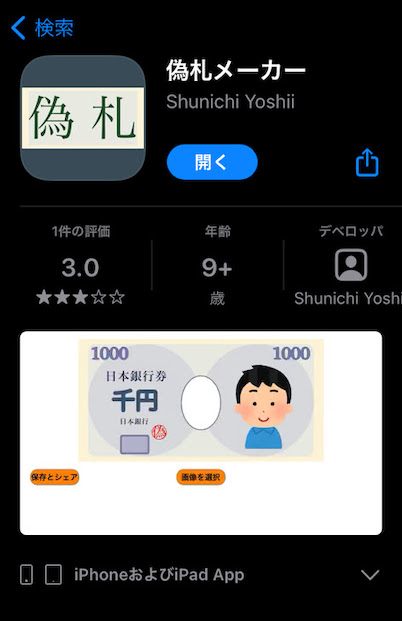 検索
偽札
偽札メーカー
Shunichi Yoshii
開く
1件の評価
3.0
歳
年齢
9+
デベロッパ
Shunichi Yoshi
1000
1000
日本銀行券
千円
日本銀行
偽
保存とシェア
画像を選択
iPhoneおよびiPad App